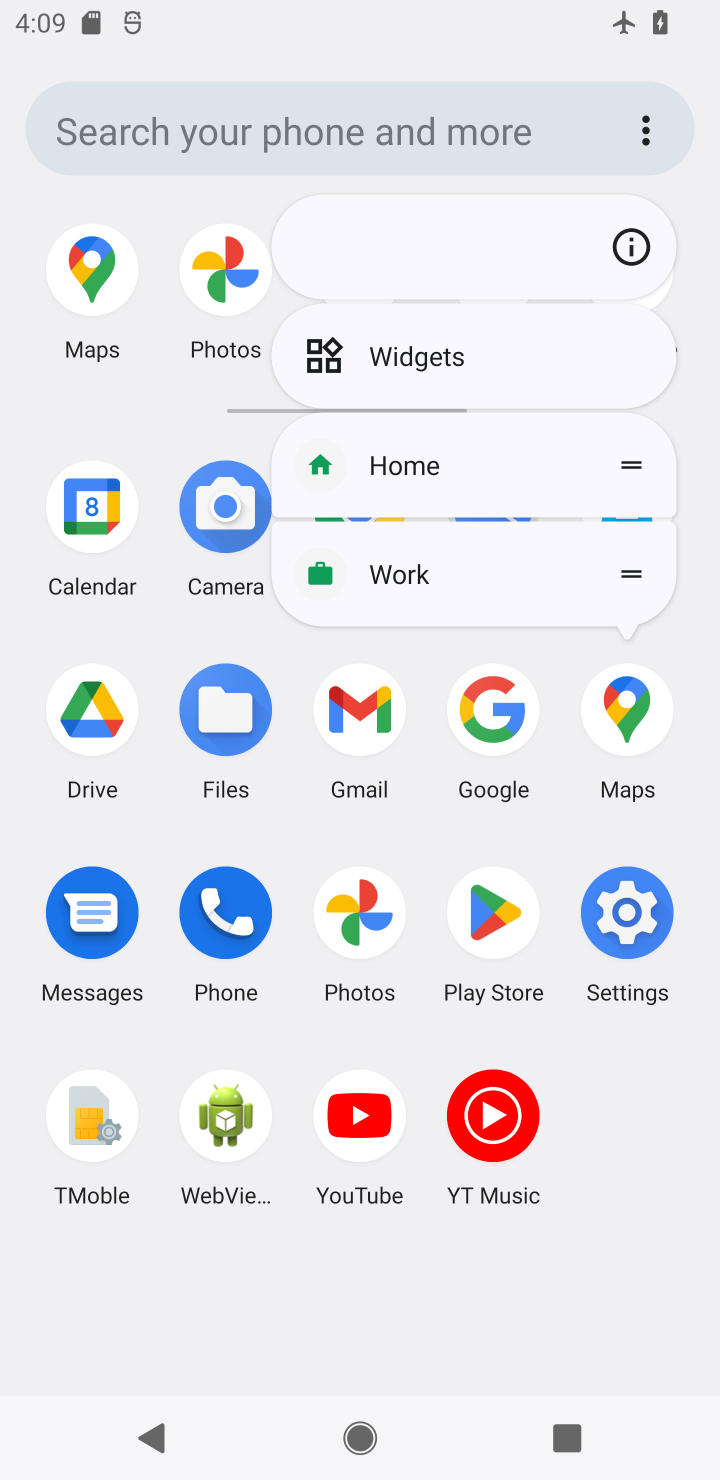 4:09
Search your phone and more
Maps
Photos
Widgets
Home
Work
8
Calendar
Camera
Drive
Files
Gmail
Google
Maps
Messages
Phone
Photos
Play Store
Settings
TMoble
WebVie...
YouTube
YT Music